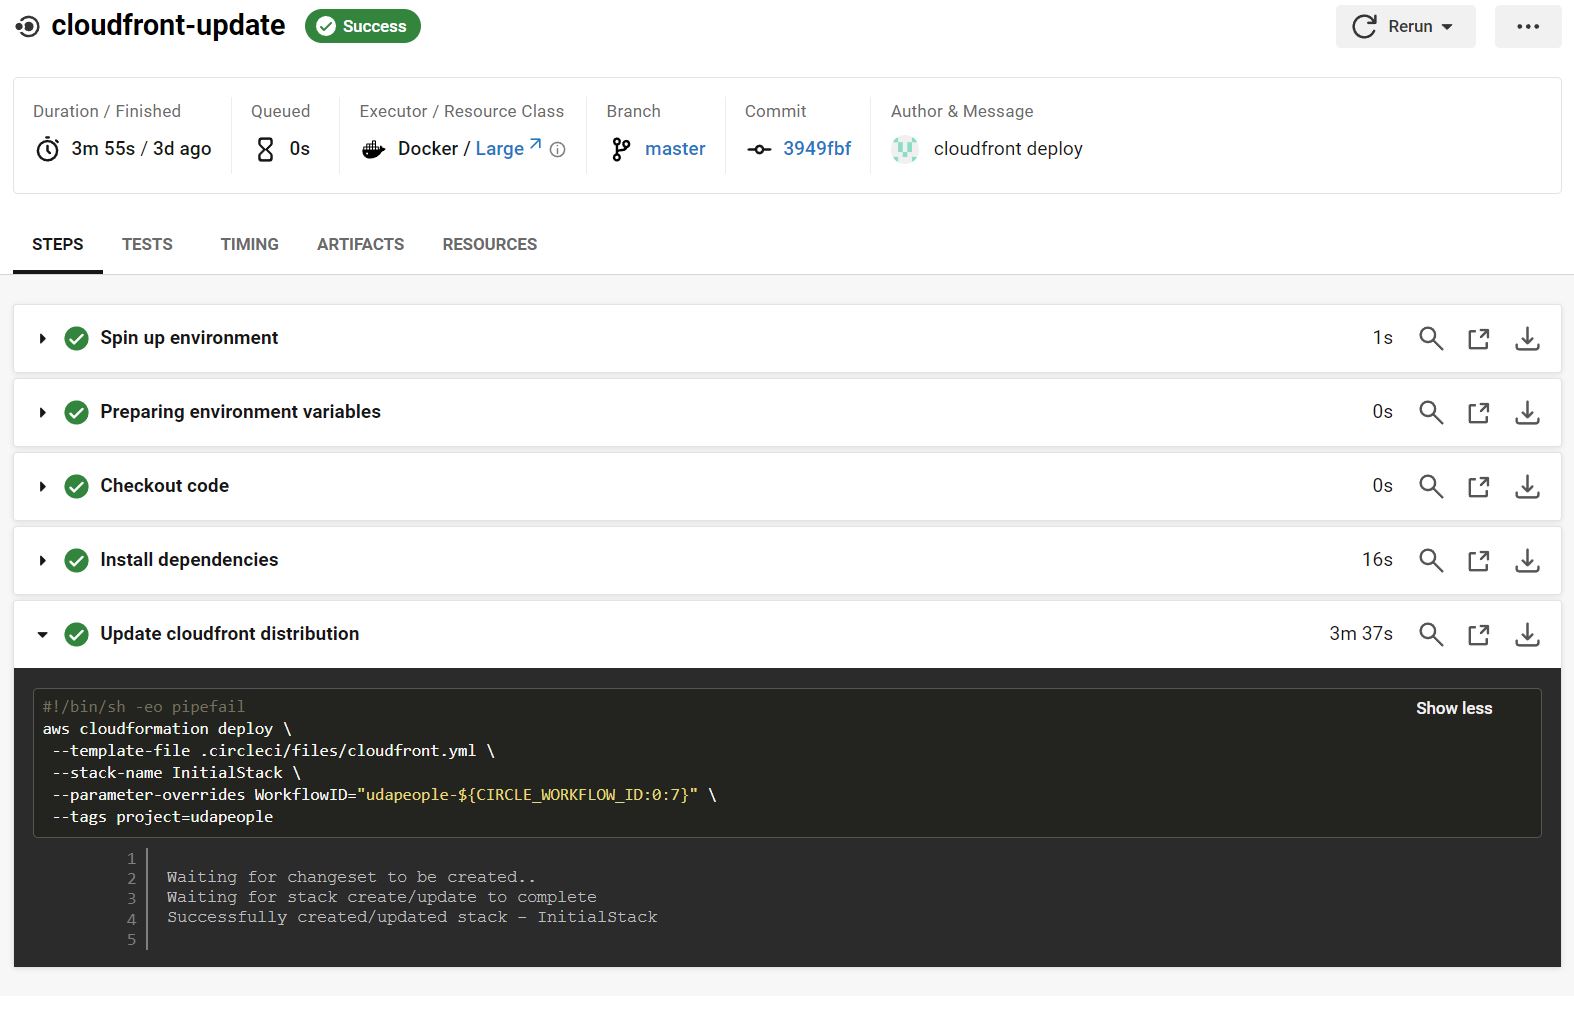 cloudfront-update Success Rerun
Duration / Finished Queued Executor / Resource Class Branch Commit Author & Message
3m 55s / 3d ago 0s Docker / Large master 3949fbf cloudfront deploy
STEPS TESTS TIMING ARTIFACTS RESOURCES
Spin up environment 1s
Preparing environment variables 0s
Checkout code 0s
Install dependencies 16s
Update cloudfront distribution 3m 37s
#!/bin/sh -eo pipefail Show less
aws cloudformation deploy \
--template-file .circleci/files/cloudfront.yml \
--stack-name InitialStack \
--parameter-overrides WorkflowID="udapeople-${CIRCLE_WORKFLOW_ID:0:7}" \
--tags project=udapeople
1
2 Waiting for changeset to be created..
3 Waiting for stack create/update to complete
4 Successfully created/updated stack - InitialStack
5